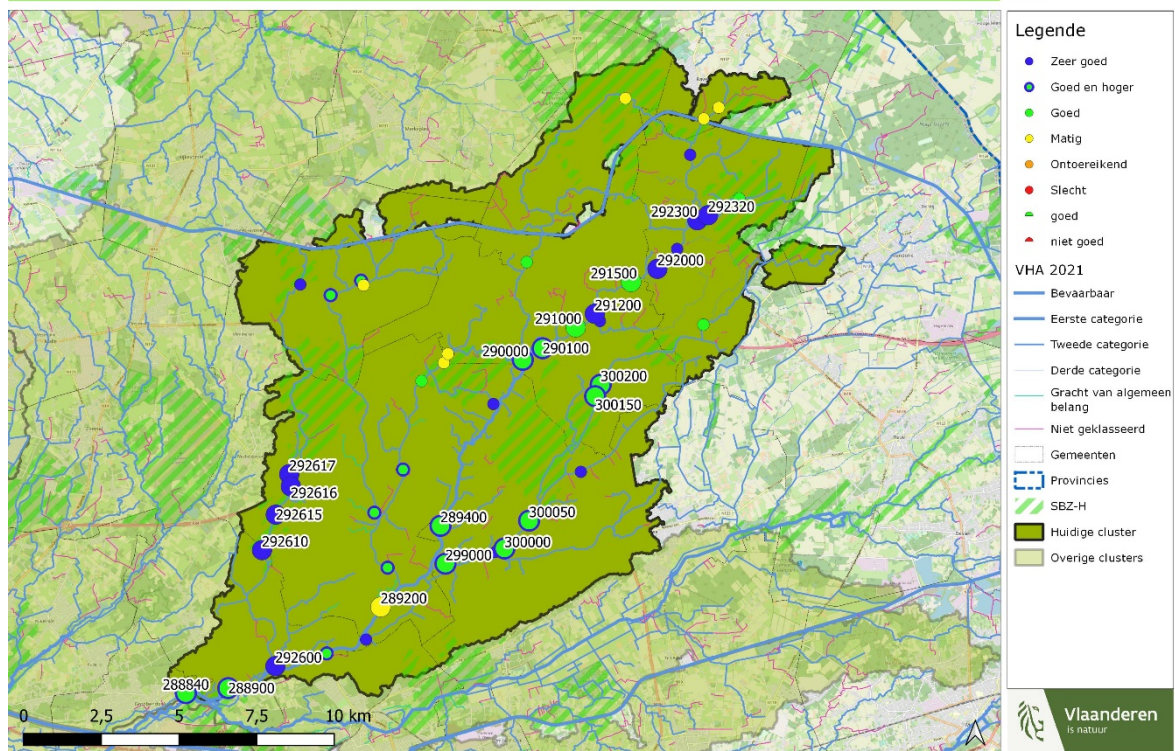 292300
292320
292000
291500
291200
291000
290000
290100
300200
300150
292617
292616
292615
292610
289400
300050
299000
300000
289200
292600
288840
288900
0 2,5 5 7,5 10 km
Legende
Zeer goed
Goed en hoger
Goed
Matig
Ontoereikend
Slecht
goed
niet goed
VHA 2021
Bevaarbaar
Eerste categorie
Tweede categorie
Derde categorie
Gracht van algemeen
belang
Niet geklasseerd
Gemeenten
Provincies
SBZ-H
Huidige cluster
Overige clusters
Vlaanderen
is natuur